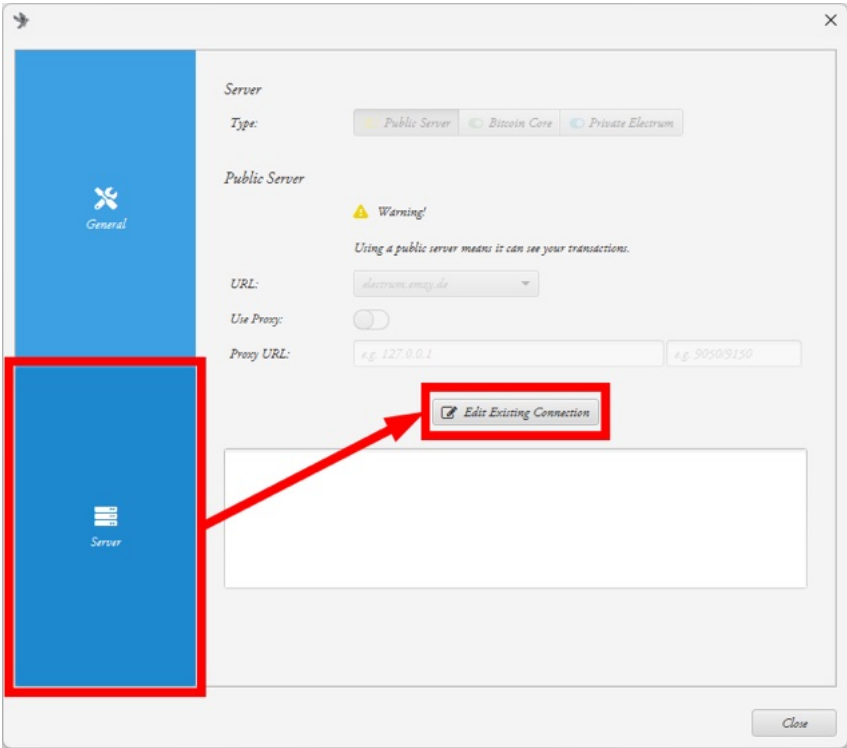 Server
Type:
Public Server
Bitcoin Core
Private Electrum
Public Server
General
Warning!
Using a public server means it can see your transactions.
URL:
electrum.emzy.de
Use Proxy:
Proxy URL:
e.g. 127.0.0.1
e.g. 9050/9150
Edit Existing Connection
Server
Close